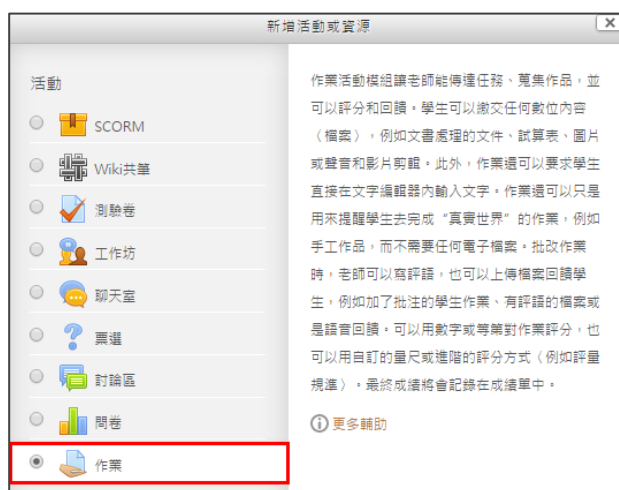 新增活動或資源
活動
SCORM
Wiki共筆
測驗卷
工作坊
聊天室
票選
討論區
問卷
作業
作業活動模組讓老師能傳達任務、蒐集作品，並
可以評分和回饋。學生可以繳交任何數位內容
（檔案），例如文書處理的文件、試算表、圖片
或聲音和影片剪輯。此外，作業還可以要求學生
直接在文字編輯器內輸入文字。作業還可以只是
用來提醒學生去完成“真實世界”的作業，例如
手工作品，而不需要任何電子檔案。批改作業
時，老師可以寫評語，也可以上傳檔案回饋學
生，例如加了批注的學生作業、有評語的檔案或
是語音回饋。可以用數字或等第對作業評分，也
可以用自訂的量尺或進階的評分方式（例如評量
規準）。最終成績將會記錄在成績單中。
更多輔助